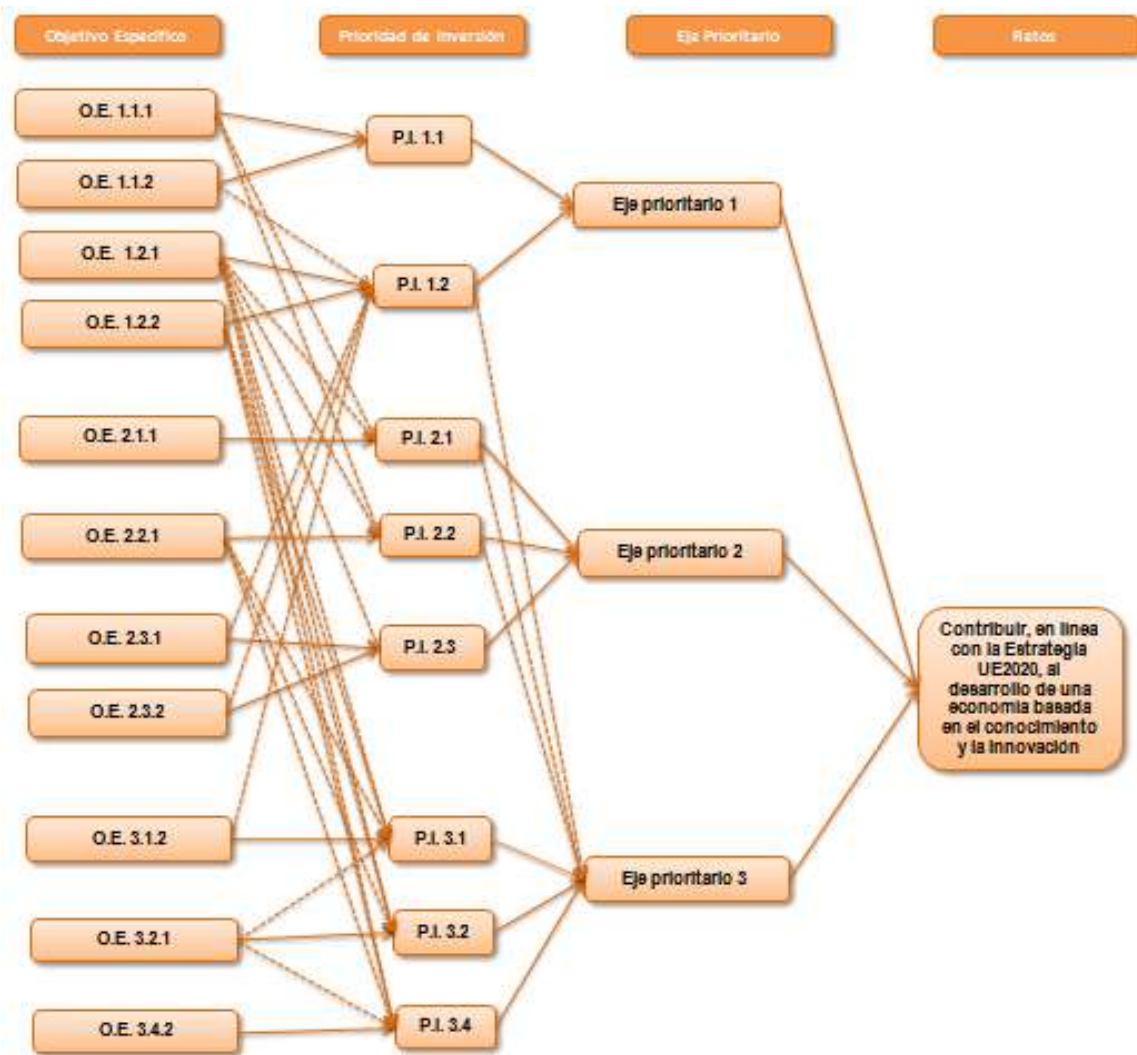 Objetivo Específico
Prioridad de Inversión
Eje Prioritario
Retos
O.E. 1.1.1
O.E. 1.1.2
O.E. 1.2.1
O.E. 1.2.2
O.E. 2.1.1
O.E. 2.2.1
O.E. 2.3.1
O.E. 2.3.2
O.E. 3.1.2
O.E. 3.2.1
O.E. 3.4.2
P.I. 1.1
P.I. 1.2
P.I. 2.1
P.I. 2.2
P.I. 2.3
P.I. 3.1
P.I. 3.2
P.I. 3.4
Eje prioritario 1
Eje prioritario 2
Eje prioritario 3
Contribuir, en línea
con la Estrategia
UE2020, al
desarrollo de una
economía basada
en el conocimiento
y la innovación